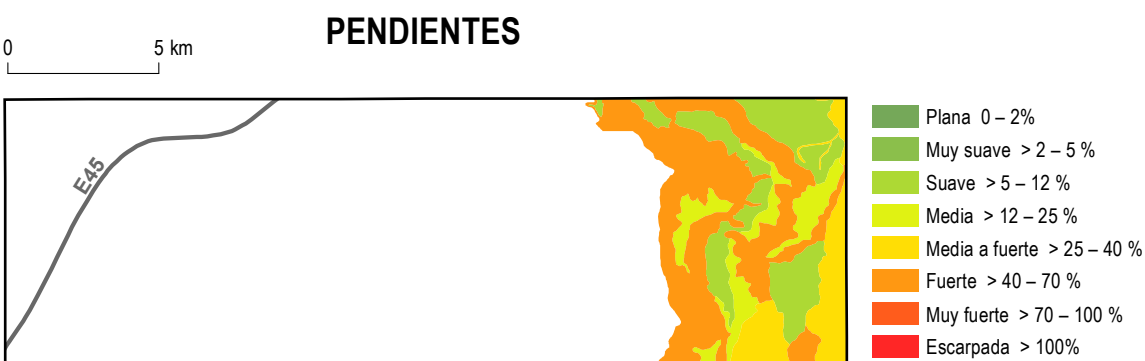 PENDIENTES
0 5 km
E45
Plana 0 – 2%
Muy suave > 2 – 5 %
Suave > 5 – 12 %
Media > 12 – 25 %
Media a fuerte > 25 – 40 %
Fuerte > 40 – 70 %
Muy fuerte > 70 – 100 %
Escarpada > 100%